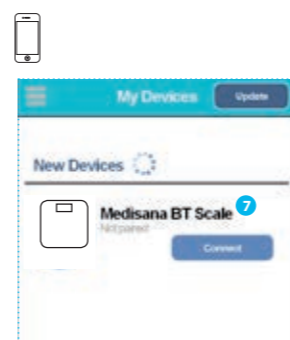 My Devices Update
New Devices
Medisana BT Scale 7
Not paired
Connect